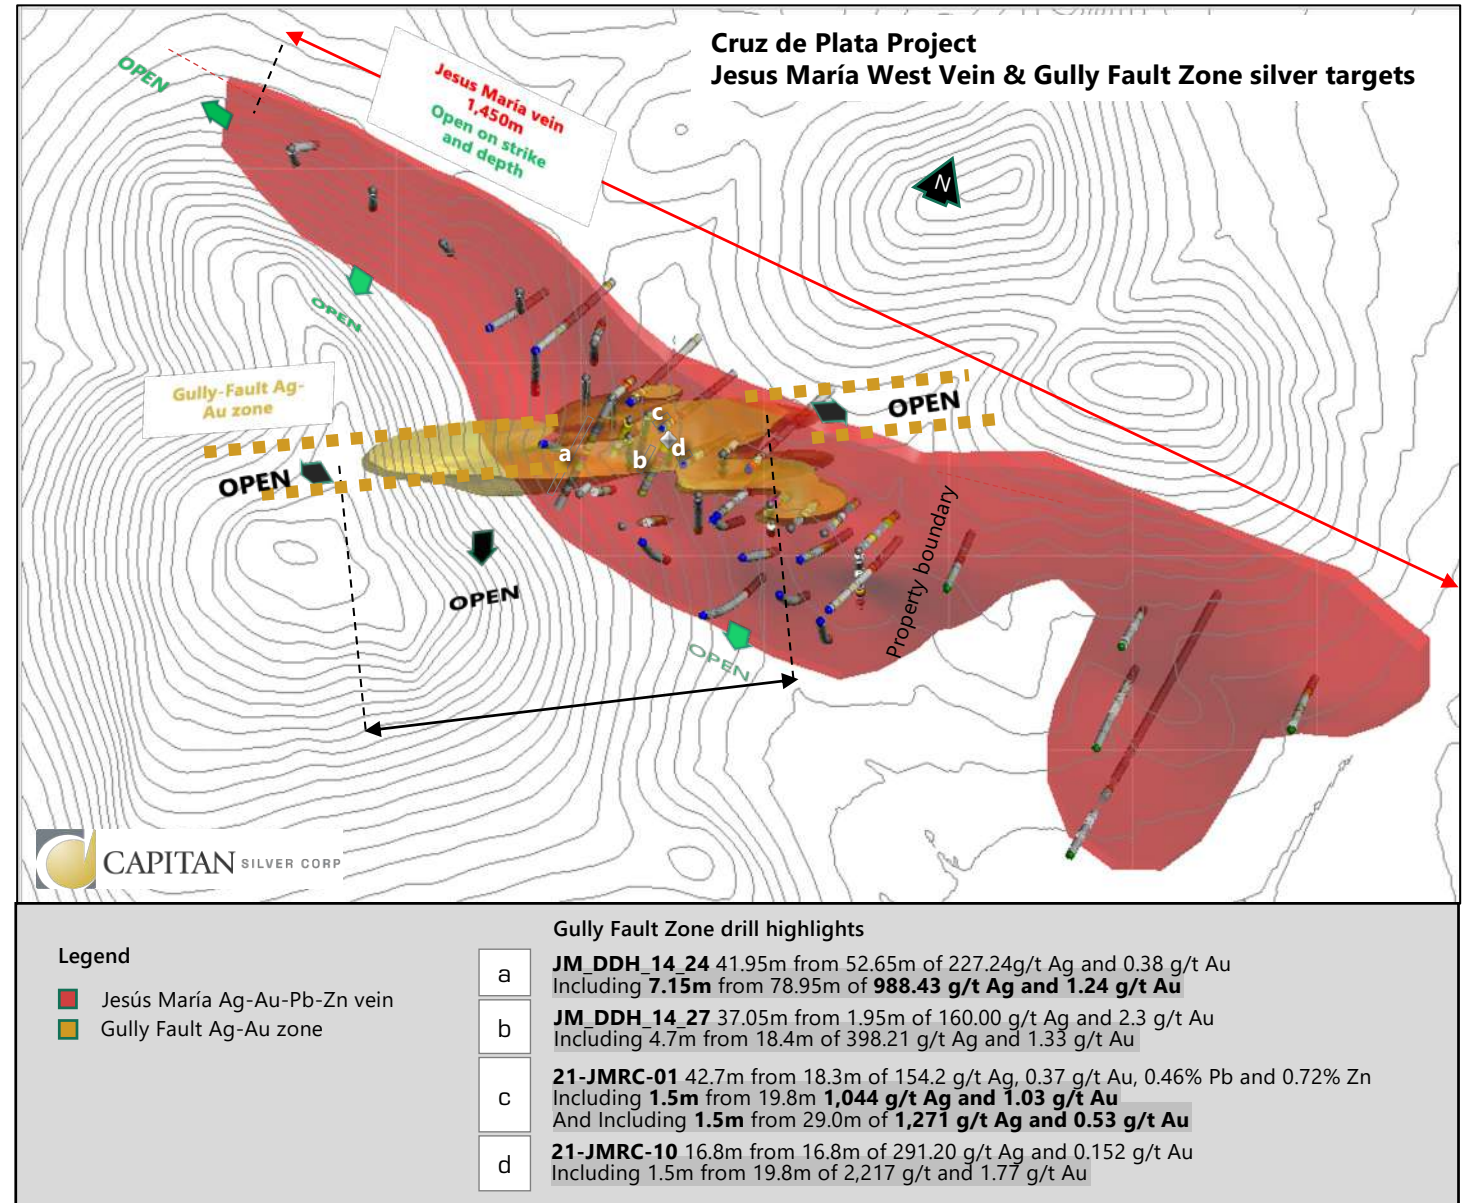 Cruz de Plata Project
Jesus María West Vein & Gully Fault Zone silver targets
OPEN
Jesus María vein
1,450m
Open on strike
and depth
N
OPEN
Gully-Fault Ag-
Au zone
OPEN
OPEN
c
a
b
d
OPEN
OPEN
Property boundary
CAPITAN SILVER CORP
Legend
Jesús María Ag-Au-Pb-Zn vein
Gully Fault Ag-Au zone
Gully Fault Zone drill highlights
a
JM_DDH_14_24 41.95m from 52.65m of 227.24g/t Ag and 0.38 g/t Au
Including 7.15m from 78.95m of 988.43 g/t Ag and 1.24 g/t Au
b
JM_DDH_14_27 37.05m from 1.95m of 160.00 g/t Ag and 2.3 g/t Au
Including 4.7m from 18.4m of 398.21 g/t Ag and 1.33 g/t Au
c
21-JMRC-01 42.7m from 18.3m of 154.2 g/t Ag, 0.37 g/t Au, 0.46% Pb and 0.72% Zn
Including 1.5m from 19.8m 1,044 g/t Ag and 1.03 g/t Au
And Including 1.5m from 29.0m of 1,271 g/t Ag and 0.53 g/t Au
d
21-JMRC-10 16.8m from 16.8m of 291.20 g/t Ag and 0.152 g/t Au
Including 1.5m from 19.8m of 2,217 g/t and 1.77 g/t Au